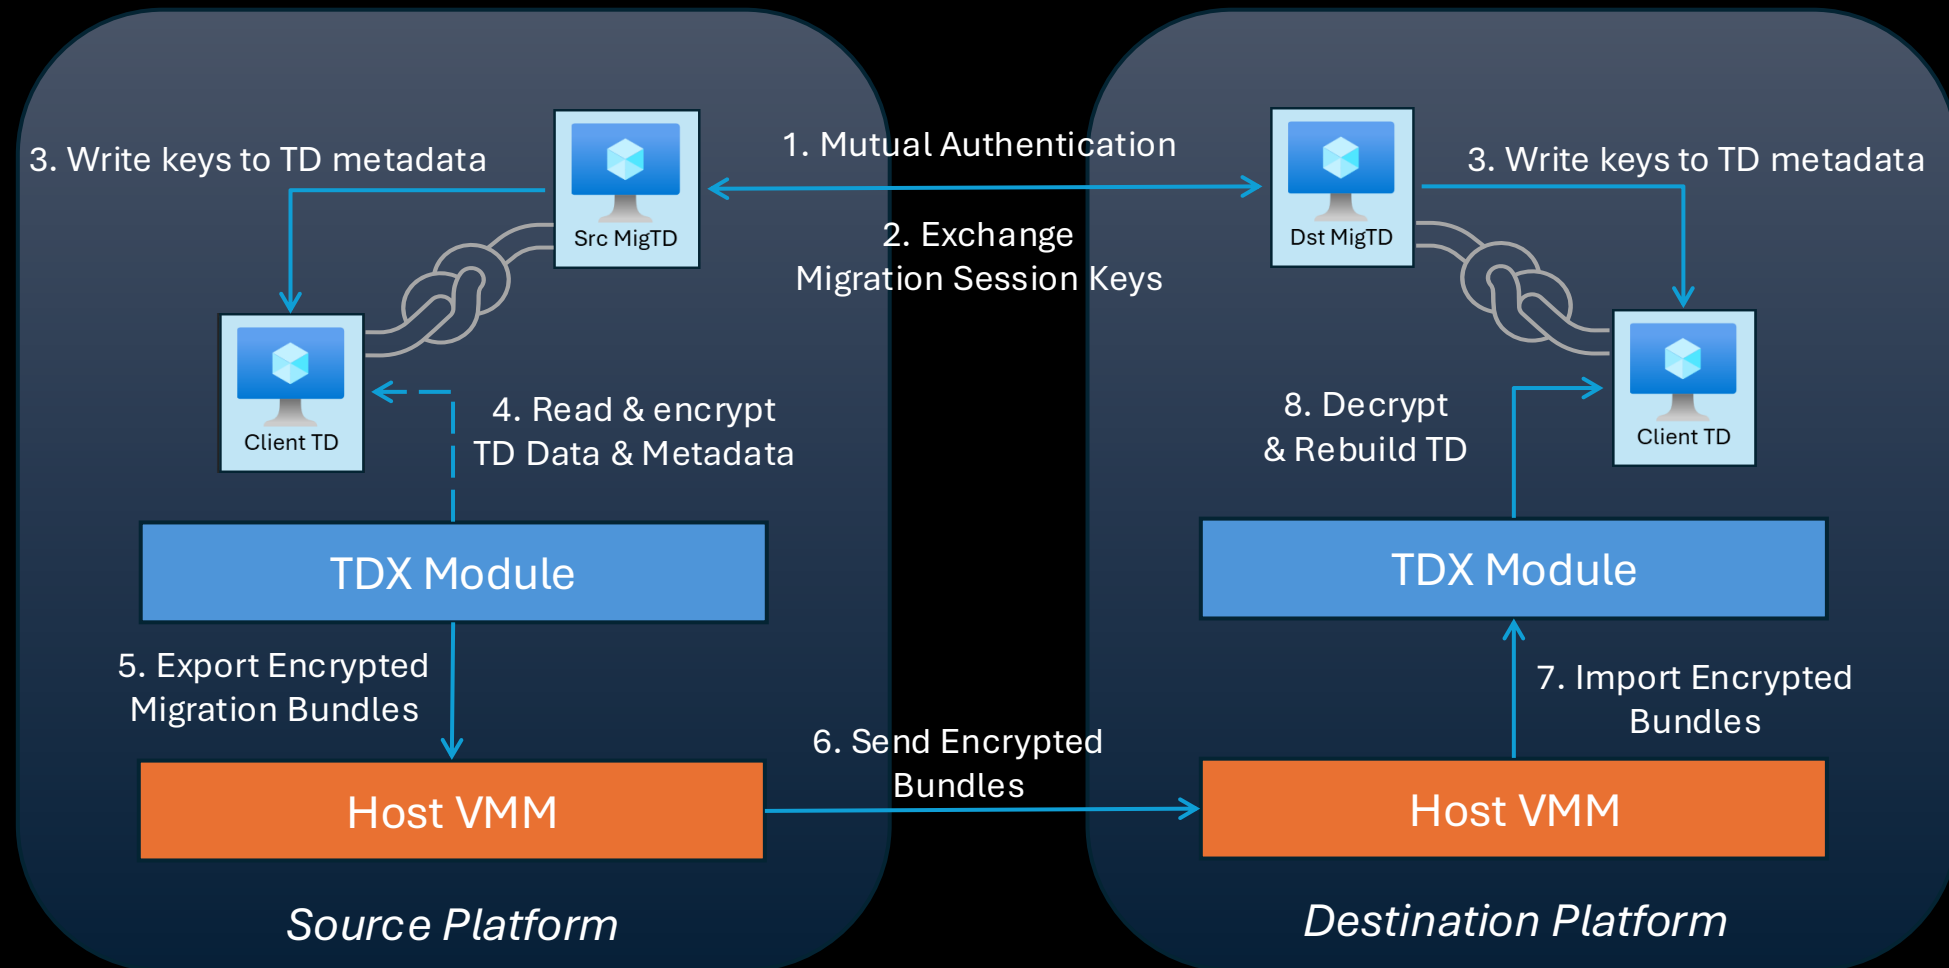 1. Mutual Authentication
3. Write keys to TD metadata
3. Write keys to TD metadata
Src MigTD
Dst MigTD
2. Exchange
Migration Session Keys
Client TD
Client TD
4. Read & encrypt
TD Data & Metadata
8. Decrypt
& Rebuild TD
TDX Module
TDX Module
5. Export Encrypted
Migration Bundles
7. Import Encrypted
Bundles
6. Send Encrypted
Bundles
Host VMM
Host VMM
Source Platform
Destination Platform